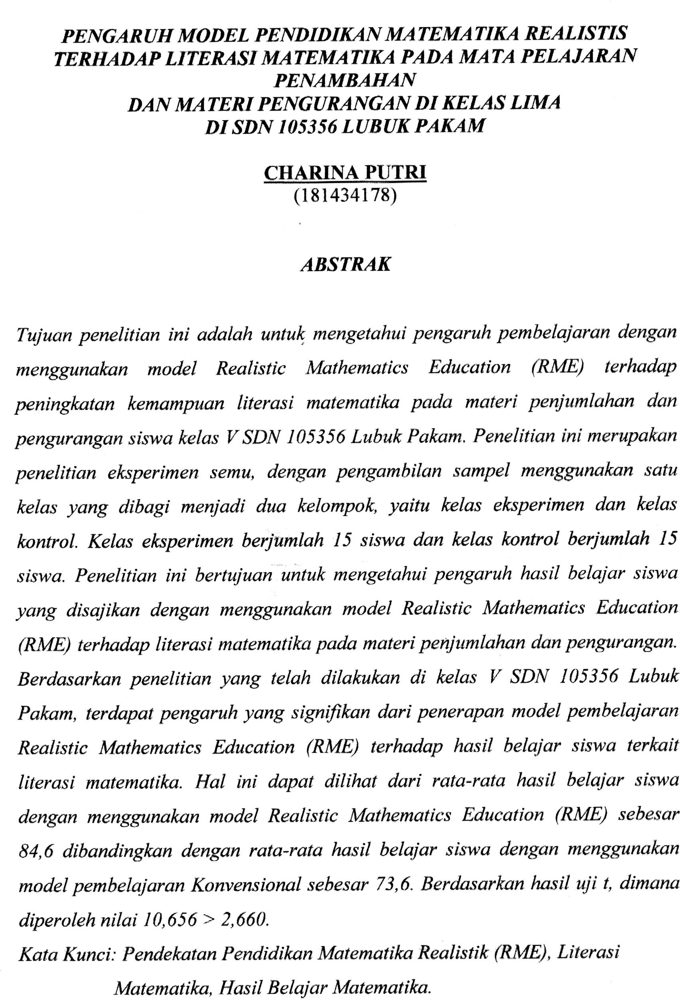 PENGARUH MODEL PENDIDIKAN MATEMATIKA REALISTIS
TERHADAP LITERASI MATEMATIKA PADA MATA PELAJARAN
PENAMBAHAN
DAN MATERI PENGURANGAN DI KELAS LIMA
DI SDN 105356 LUBUK PAKAM
CHARINA PUTRI
(181434178)
ABSTRAK
Tujuan penelitian ini adalah untuk mengetahui pengaruh pembelajaran dengan
menggunakan model Realistic Mathematics Education (RME) terhadap
peningkatan kemampuan literasi matematika pada materi penjumlahan dan
pengurangan siswa kelas V SDN 105356 Lubuk Pakam. Penelitian ini merupakan
penelitian eksperimen semu, dengan pengambilan sampel menggunakan satu
kelas yang dibagi menjadi dua kelompok, yaitu kelas eksperimen dan kelas
kontrol. Kelas eksperimen berjumlah 15 siswa dan kelas kontrol berjumlah 15
siswa. Penelitian ini bertujuan untuk mengetahui pengaruh hasil belajar siswa
yang disajikan dengan menggunakan model Realistic Mathematics Education
(RME) terhadap literasi matematika pada materi penjumlahan dan pengurangan.
Berdasarkan penelitian yang telah dilakukan di kelas V SDN 105356 Lubuk
Pakam, terdapat pengaruh yang signifikan dari penerapan model pembelajaran
Realistic Mathematics Education (RME) terhadap hasil belajar siswa terkait
literasi matematika. Hal ini dapat dilihat dari rata-rata hasil belajar siswa
dengan menggunakan model Realistic Mathematics Education (RME) sebesar
84,6 dibandingkan dengan rata-rata hasil belajar siswa dengan menggunakan
model pembelajaran Konvensional sebesar 73,6. Berdasarkan hasil uji t, dimana
diperoleh nilai 10,656 > 2,660.
Kata Kunci: Pendekatan Pendidikan Matematika Realistik (RME), Literasi
Matematika, Hasil Belajar Matematika.